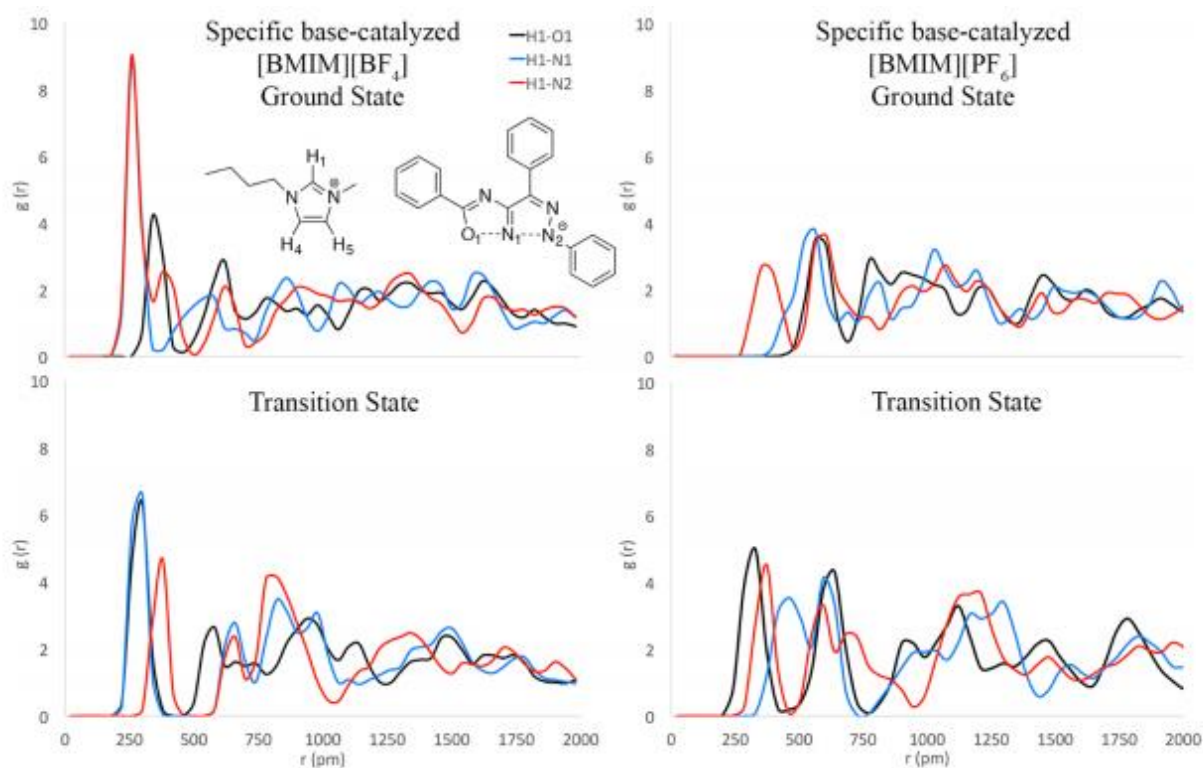 Specific base-catalyzed
[BMIM][BF₄]
Ground State
H1-O1
H1-N1
H1-N2
10
8
6
4
2
0
g (r)
H₁
N
⊕
N
H₄
H₅
N
N
O₁
N₁
N₂
⊖
Specific base-catalyzed
[BMIM][PF₆]
Ground State
10
8
6
4
2
0
g (r)
Transition State
10
8
6
4
2
0
g (r)
0 250 500 750 1000 1250 1500 1750 2000
r (pm)
Transition State
10
8
6
4
2
0
g (r)
0 250 500 750 1000 1250 1500 1750 2000
r (pm)